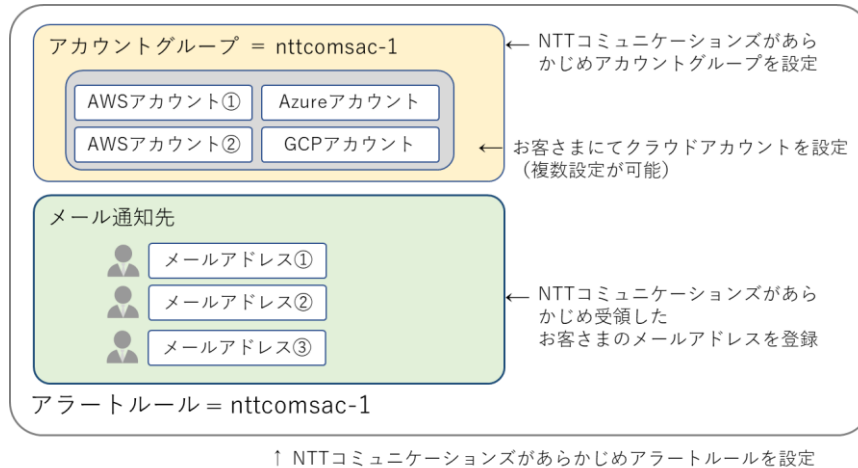 アカウントグループ = nttcomsac-1
← NTTコミュニケーションズがあら
かじめアカウントグループを設定
AWSアカウント① Azureアカウント
AWSアカウント② GCPアカウント
← お客さまにてクラウドアカウントを設定
（複数設定が可能）
メール通知先
メールアドレス①
メールアドレス②
メールアドレス③
← NTTコミュニケーションズがあら
かじめ受領した
お客さまのメールアドレスを登録
アラートルール = nttcomsac-1
↑ NTTコミュニケーションズがあらかじめアラートルールを設定